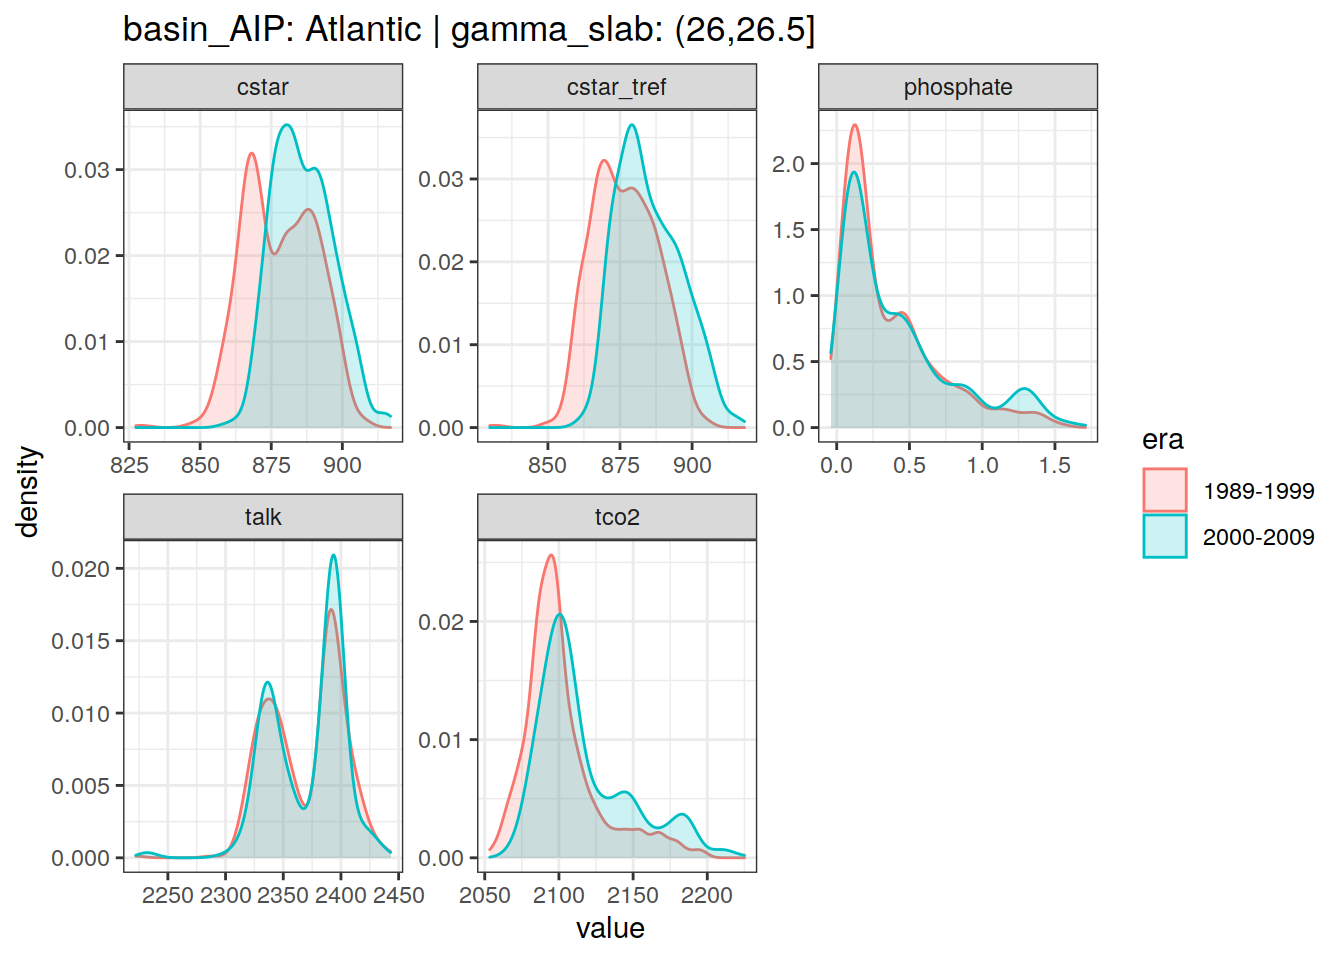 basin_AIP: Atlantic | gamma_slab: (26,26.5]
cstar
cstar_tref
phosphate
0.03
0.02
0.01
0.00
825 850 875 900
0.03
0.02
0.01
0.00
850 875 900
2.0
1.5
1.0
0.5
0.0
0.0 0.5 1.0 1.5
talk
tco2
0.020
0.015
0.010
0.005
0.000
2250 2300 2350 2400 2450
0.02
0.01
0.00
2050 2100 2150 2200
density
value
era
1989-1999
2000-2009